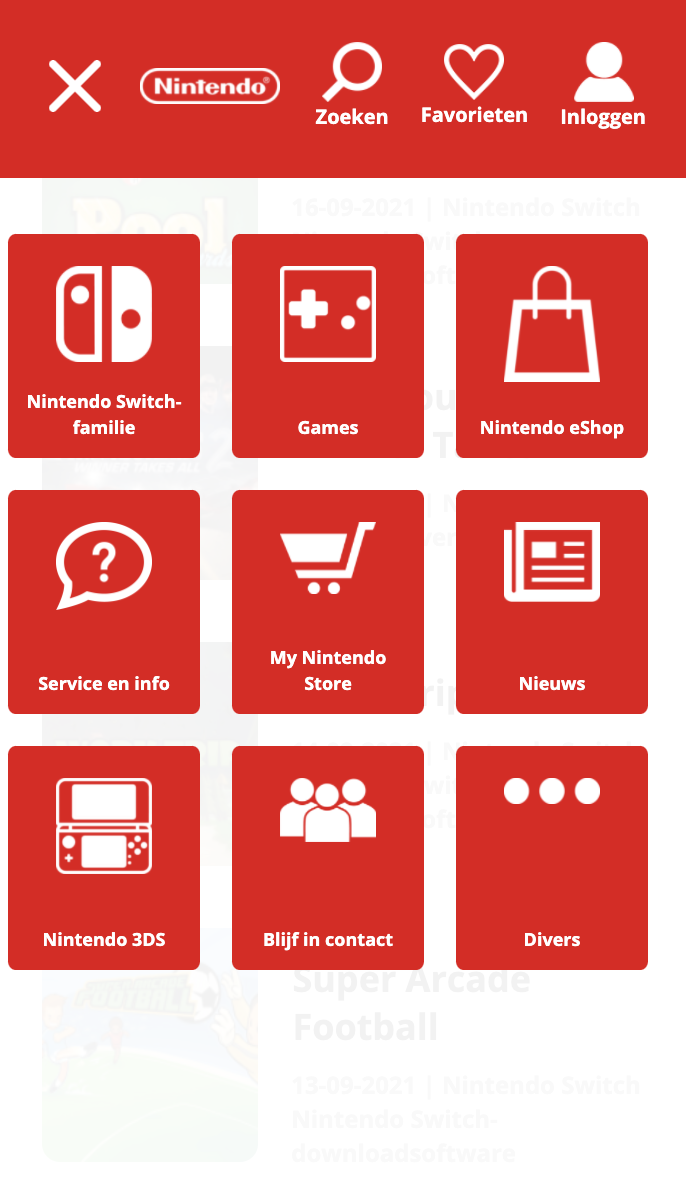 Nintendo®
Zoeken
Favorieten
Inloggen
16-09-2021 | Nintendo Switch
Nintendo Switch-
familie
Games
Nintendo eShop
Service en info
My Nintendo
Store
Nieuws
Nintendo 3DS
Blijf in contact
Divers
Super Arcade
Football
13-09-2021 | Nintendo Switch
Nintendo Switch-
downloadsoftware